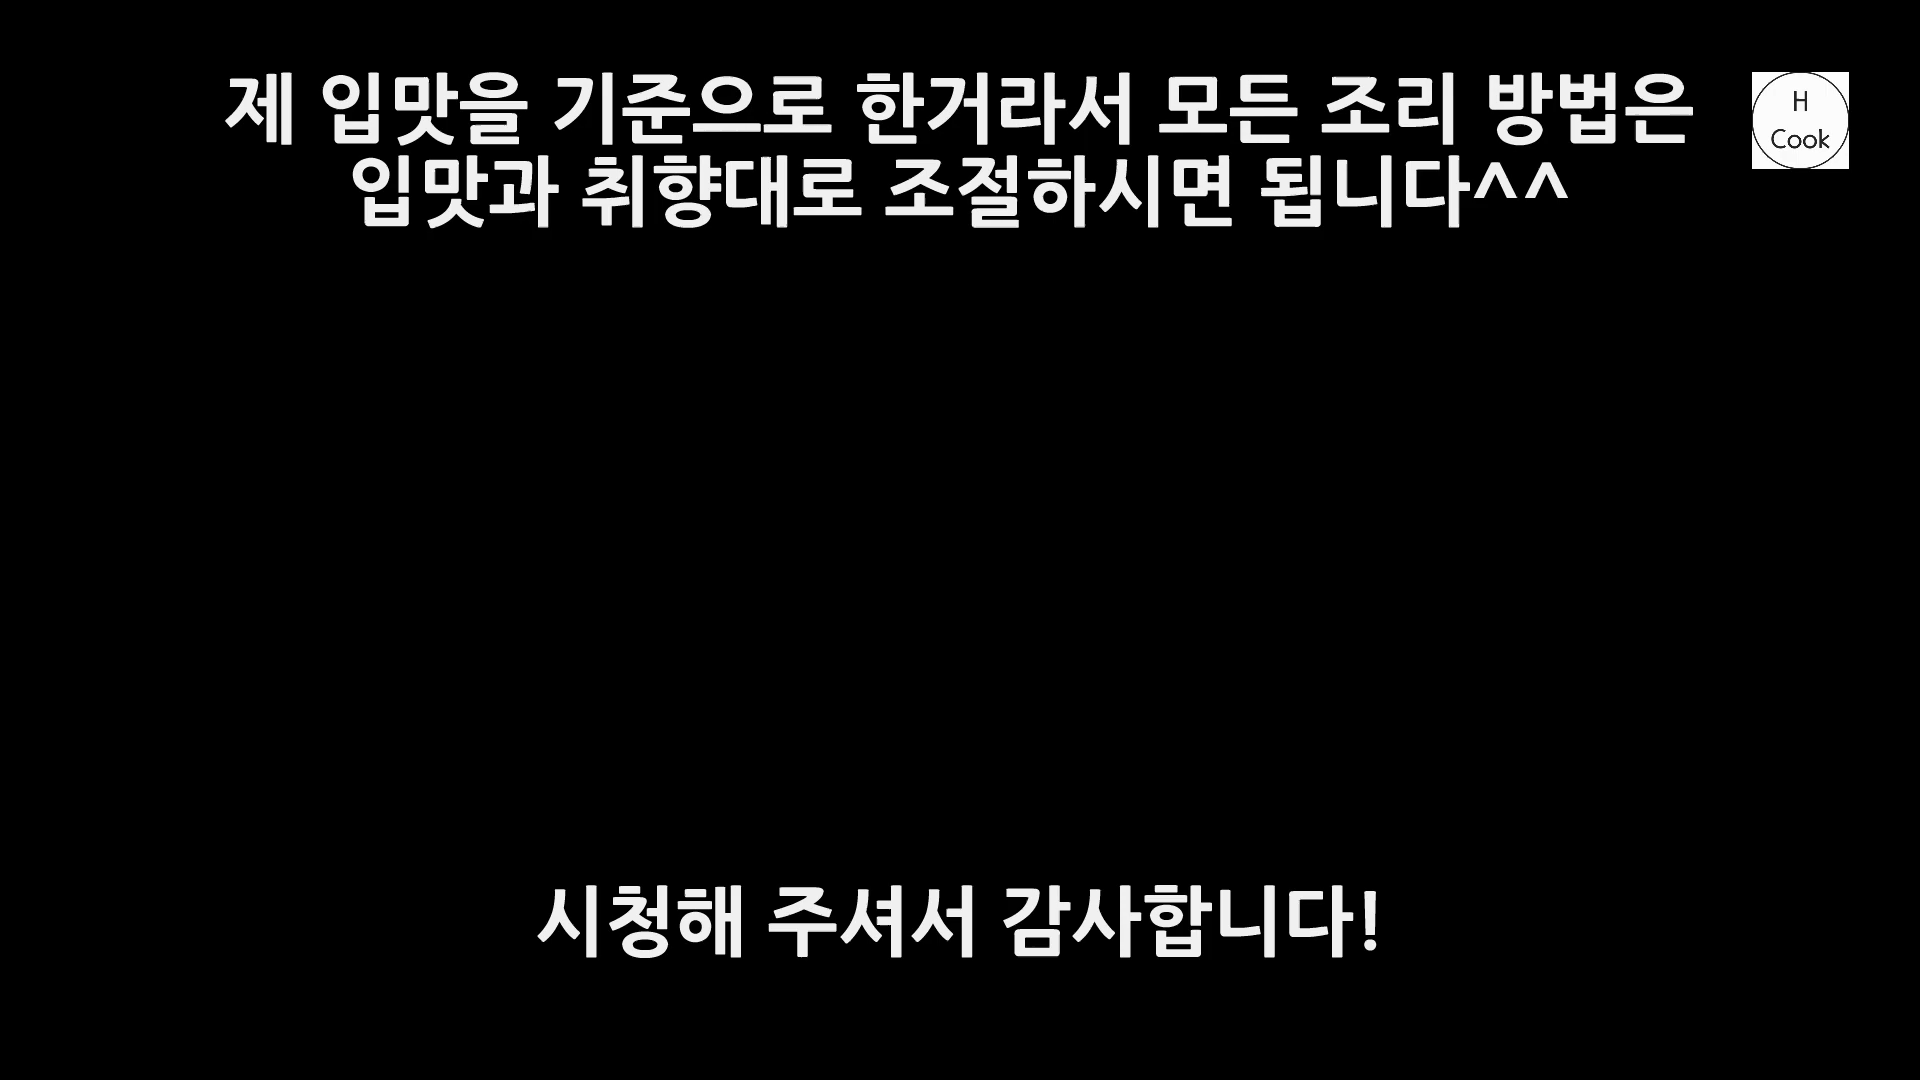 제 입맛을 기준으로 한거라서 모든 조리 방법은
입맛과 취향대로 조절하시면 됩니다^^
H
Cook
시청해 주셔서 감사합니다!